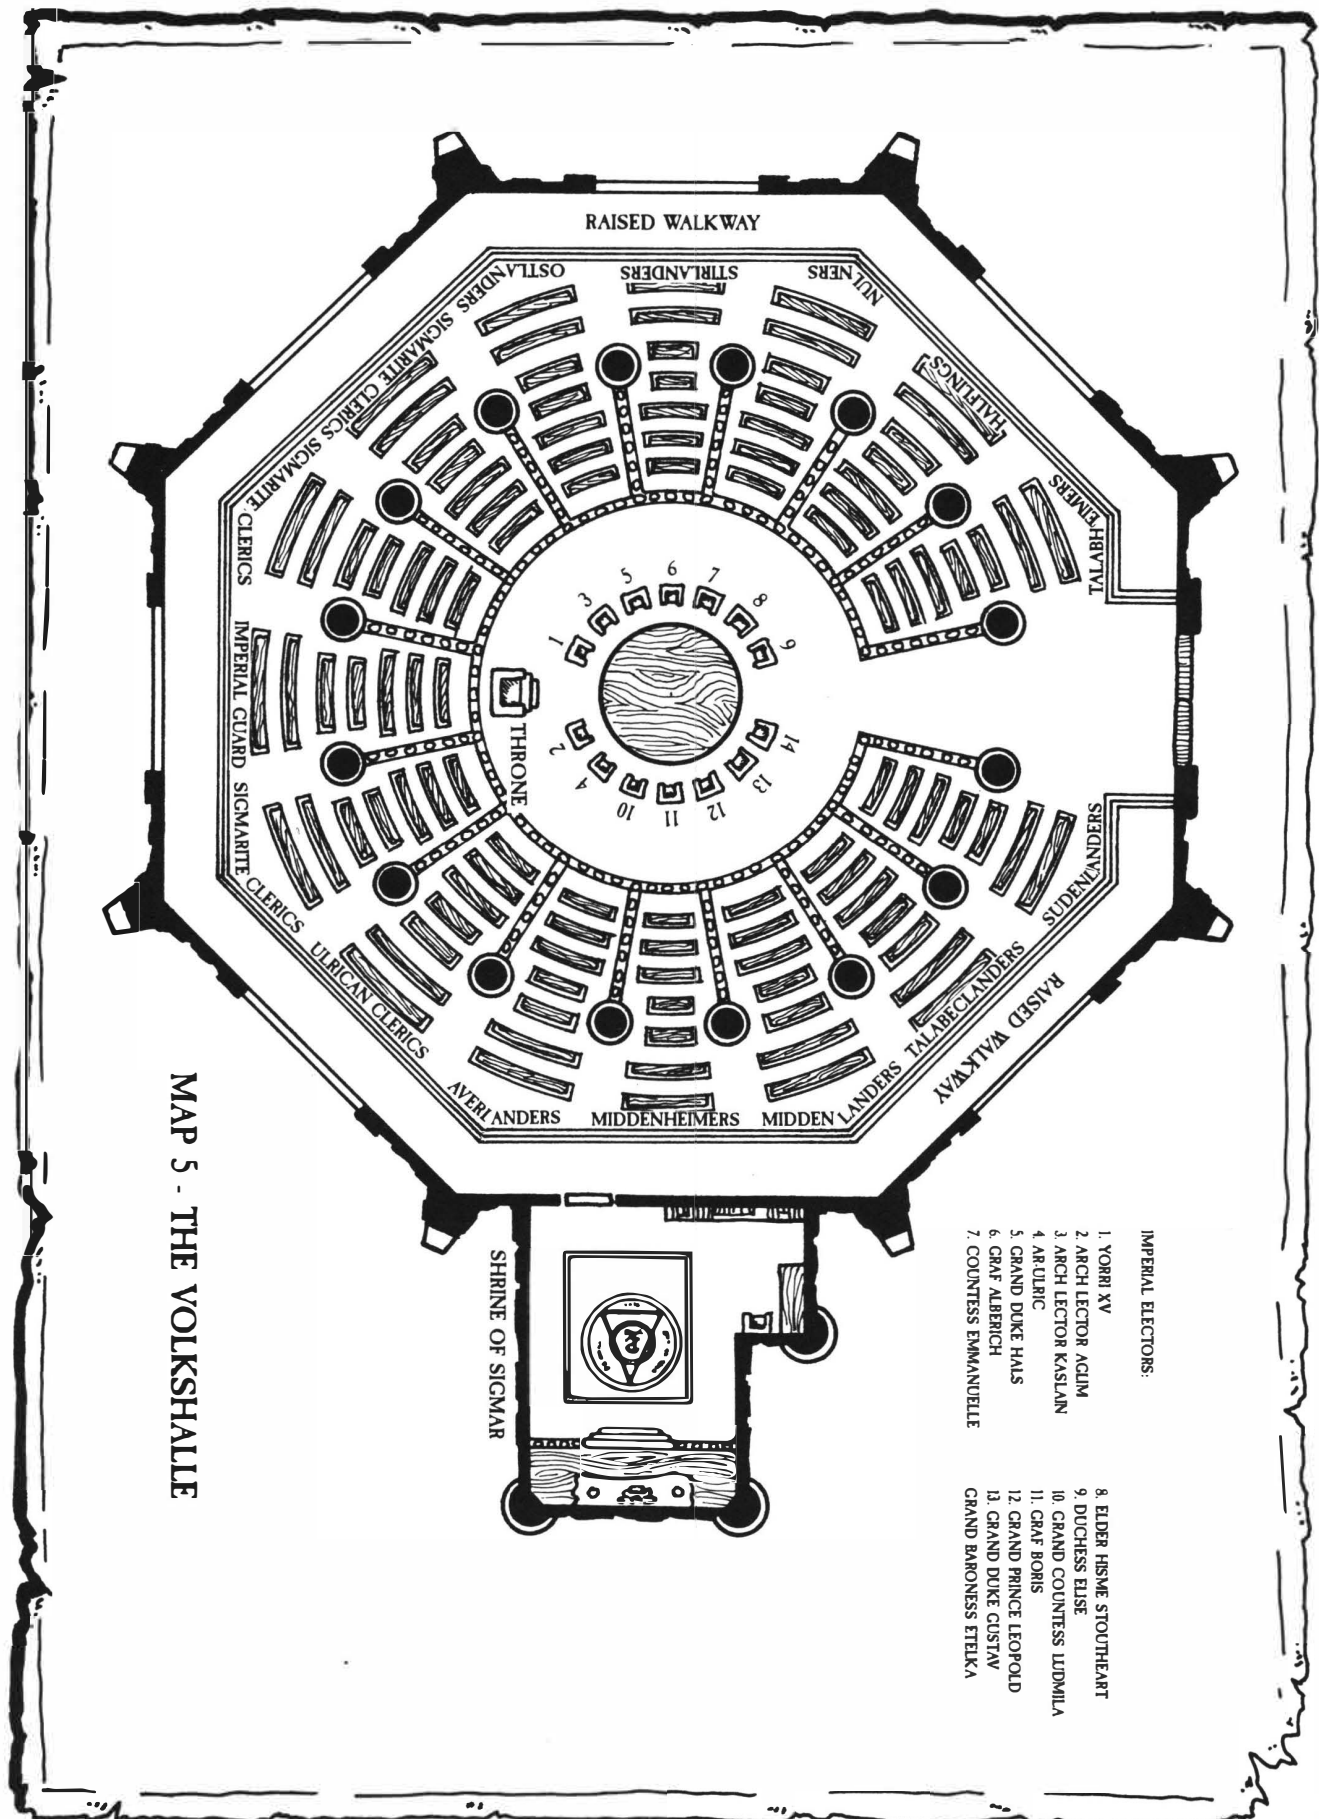 MAP 5 - THE VOLKSHALLE
RAISED WALKWAY
OSTLANDERS
STIRLANDERS
NULNERS
HALFLINGS
TALABHEIMERS
SIGMARITE CLERICS
SIGMARITE CLERICS
IMPERIAL GUARD
SIGMARITE CLERICS
ULRICAN CLERICS
AVERLANDERS
MIDDENHEIMERS
MIDDENLANDERS
TALABECLANDERS
SUDENLANDERS
RAISED WALKWAY
THRONE
1
3
5
6
7
8
9
2
4
10
11
12
13
14
SHRINE OF SIGMAR
IMPERIAL ELECTORS:
1. YORRI XV
2. ARCH LECTOR AGLIM
3. ARCH LECTOR KASLAIN
4. AR-ULRIC
5. GRAND DUKE HALS
6. GRAF ALBERICH
7. COUNTESS EMMANUELLE
8. ELDER HISME STOUTHEART
9. DUCHESS ELISE
10. GRAND COUNTESS LUDMILA
11. GRAF BORIS
12. GRAND PRINCE LEOPOLD
13. GRAND DUKE GUSTAV
GRAND BARONESS ETELKA